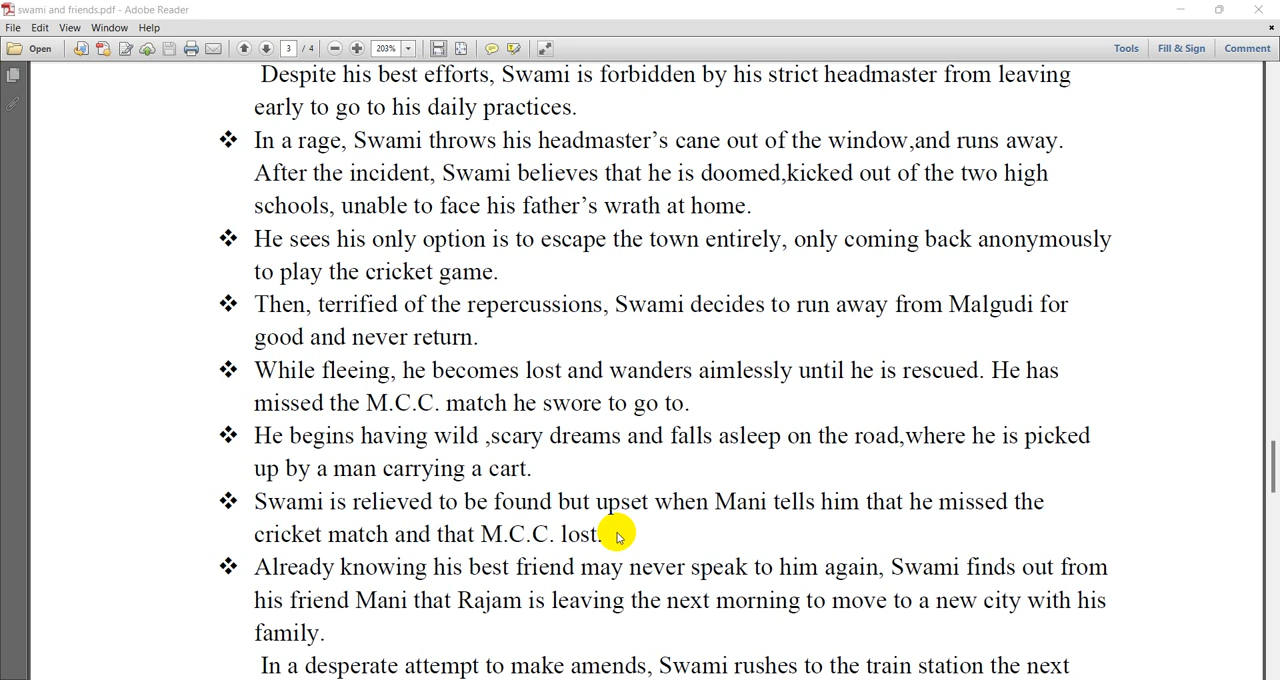 swami and friends.pdf - Adobe Reader
File Edit View Window Help
Open 3 / 4 203% Tools Fill & Sign Comment
Despite his best efforts, Swami is forbidden by his strict headmaster from leaving
early to go to his daily practices.
❖ In a rage, Swami throws his headmaster’s cane out of the window,and runs away.
After the incident, Swami believes that he is doomed,kicked out of the two high
schools, unable to face his father’s wrath at home.
❖ He sees his only option is to escape the town entirely, only coming back anonymously
to play the cricket game.
❖ Then, terrified of the repercussions, Swami decides to run away from Malgudi for
good and never return.
❖ While fleeing, he becomes lost and wanders aimlessly until he is rescued. He has
missed the M.C.C. match he swore to go to.
❖ He begins having wild ,scary dreams and falls asleep on the road,where he is picked
up by a man carrying a cart.
❖ Swami is relieved to be found but upset when Mani tells him that he missed the
cricket match and that M.C.C. lost.
❖ Already knowing his best friend may never speak to him again, Swami finds out from
his friend Mani that Rajam is leaving the next morning to move to a new city with his
family.
In a desperate attempt to make amends, Swami rushes to the train station the next